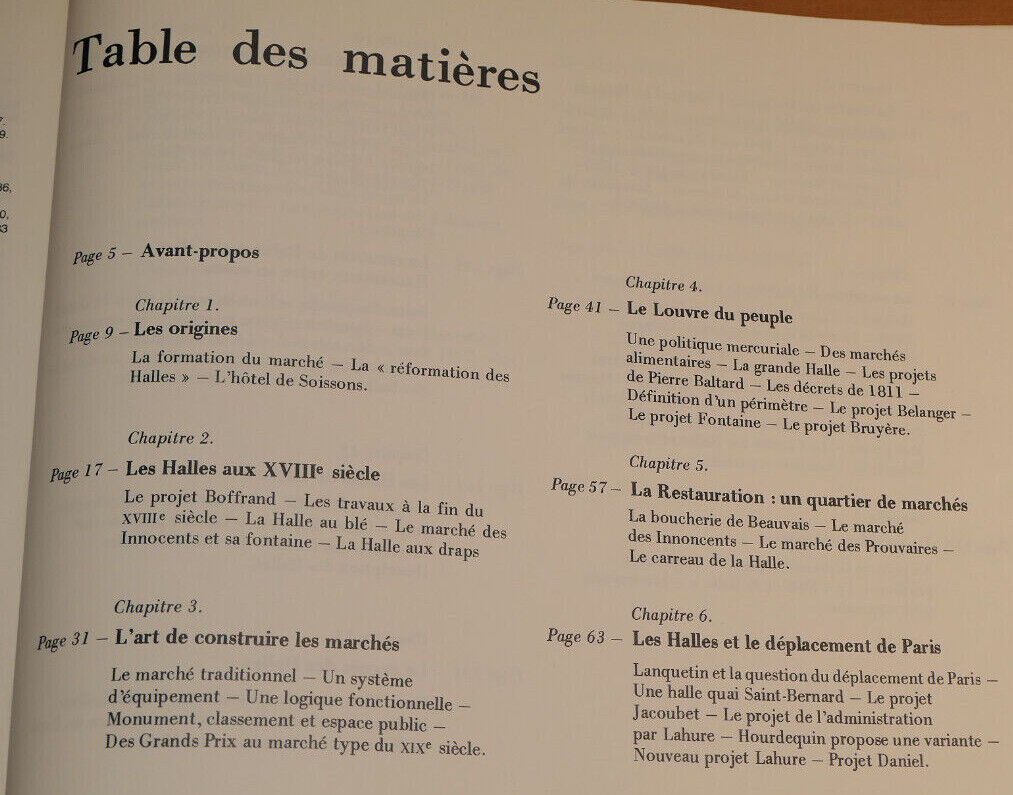 Table des matières
7.
9.
36,
0,
33
Page 5 – Avant-propos
Chapitre 1.
Page 9 – Les origines
La formation du marché – La « réformation des
Halles » – L'hôtel de Soissons.
Chapitre 2.
Page 17 – Les Halles aux XVIIIe siècle
Le projet Boffrand – Les travaux à la fin du
XVIIIe siècle – La Halle au blé – Le marché des
Innocents et sa fontaine – La Halle aux draps
Chapitre 3.
Page 31 – L'art de construire les marchés
Le marché traditionnel – Un système
d'équipement – Une logique fonctionnelle –
Monument, classement et espace public –
Des Grands Prix au marché type du XIXe siècle.
Chapitre 4.
Page 41 – Le Louvre du peuple
Une politique mercuriale – Des marchés
alimentaires – La grande Halle – Les projets
de Pierre Baltard – Les décrets de 1811 –
Définition d'un périmètre – Le projet Belanger –
Le projet Fontaine – Le projet Bruyère.
Chapitre 5.
Page 57 – La Restauration : un quartier de marchés
La boucherie de Beauvais – Le marché
des Innoncents – Le marché des Prouvaires –
Le carreau de la Halle.
Chapitre 6.
Page 63 – Les Halles et le déplacement de Paris
Lanquetin et la question du déplacement de Paris –
Une halle quai Saint-Bernard – Le projet
Jacoubet – Le projet de l'administration
par Lahure – Hourdequin propose une variante –
Nouveau projet Lahure – Projet Daniel.